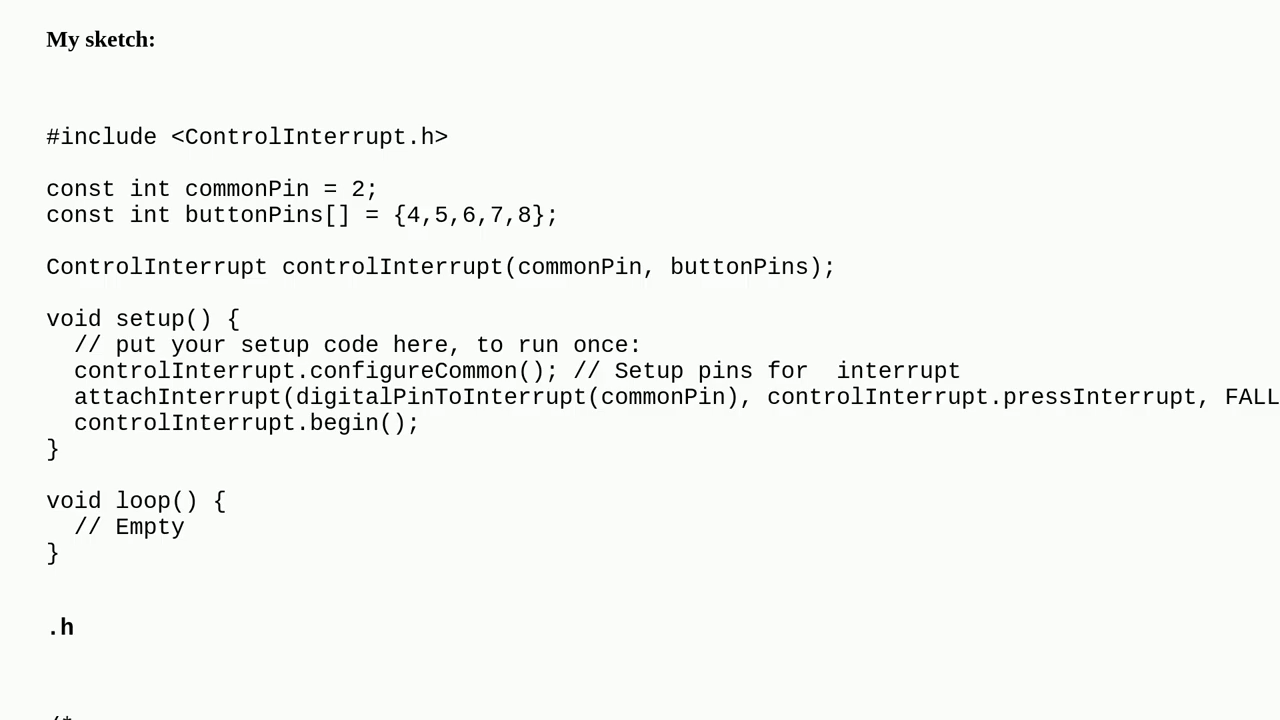 My sketch:
#include <ControlInterrupt.h>
const int commonPin = 2;
const int buttonPins[] = {4,5,6,7,8};
ControlInterrupt controlInterrupt(commonPin, buttonPins);
void setup() {
  // put your setup code here, to run once:
  controlInterrupt.configureCommon(); // Setup pins for  interrupt
  attachInterrupt(digitalPinToInterrupt(commonPin), controlInterrupt.pressInterrupt, FALL
  controlInterrupt.begin();
}
void loop() {
  // Empty
}
.h
/*